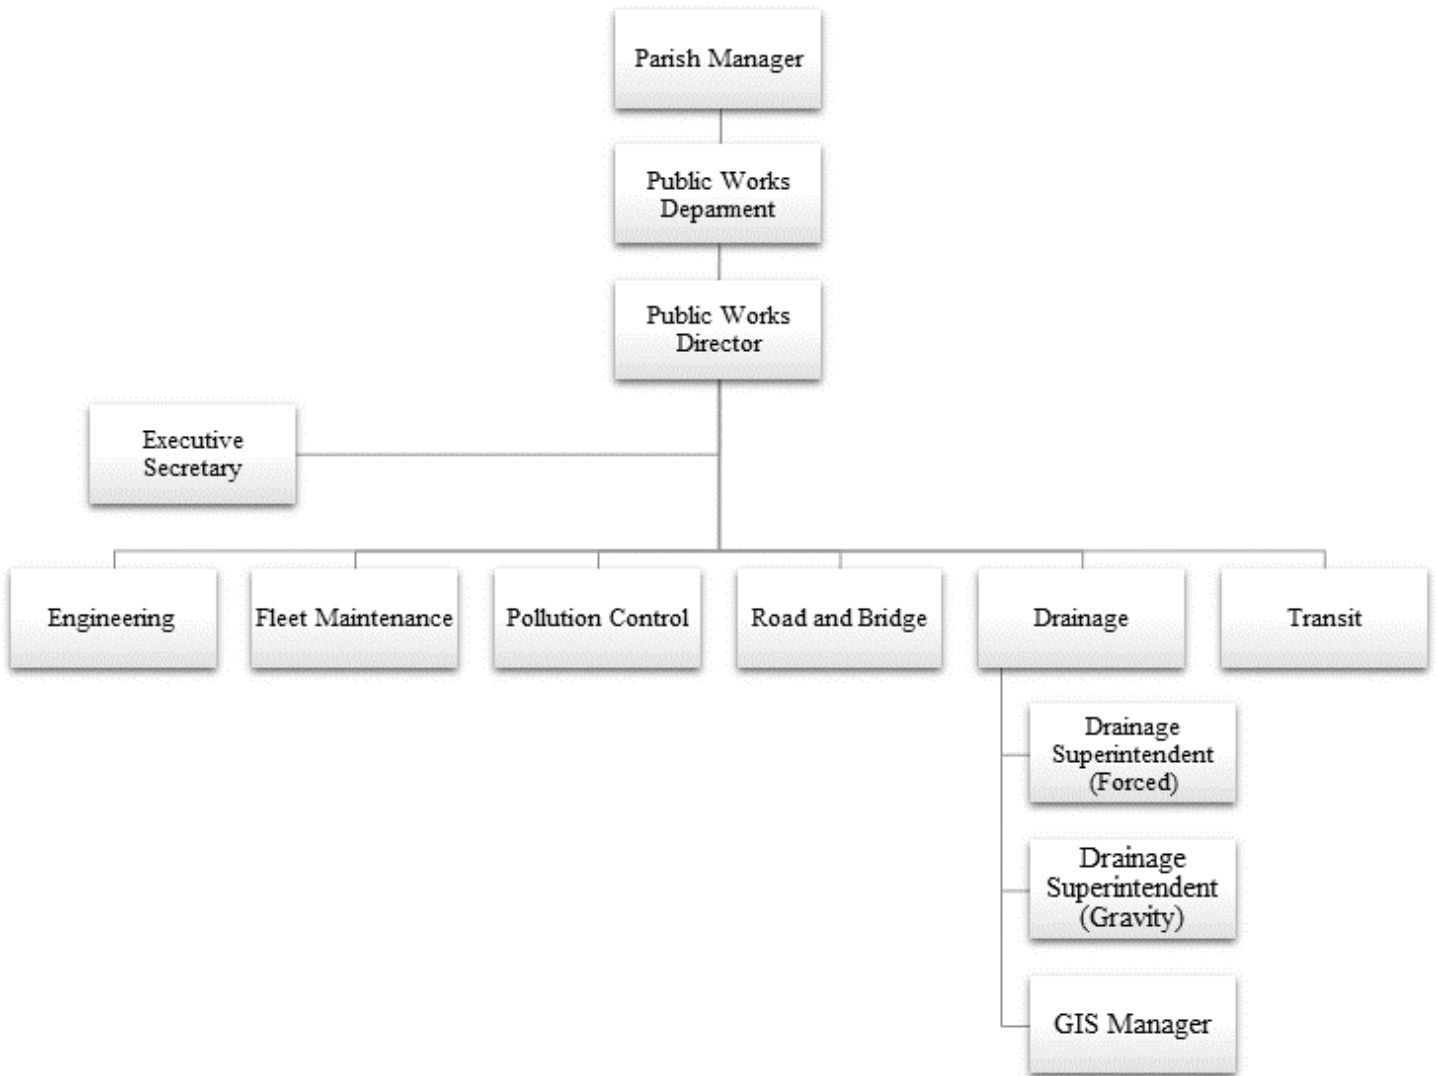 Parish Manager
Public Works
Deparment
Public Works
Director
Executive
Secretary
Engineering
Fleet Maintenance
Pollution Control
Road and Bridge
Drainage
Transit
Drainage
Superintendent
(Forced)
Drainage
Superintendent
(Gravity)
GIS Manager